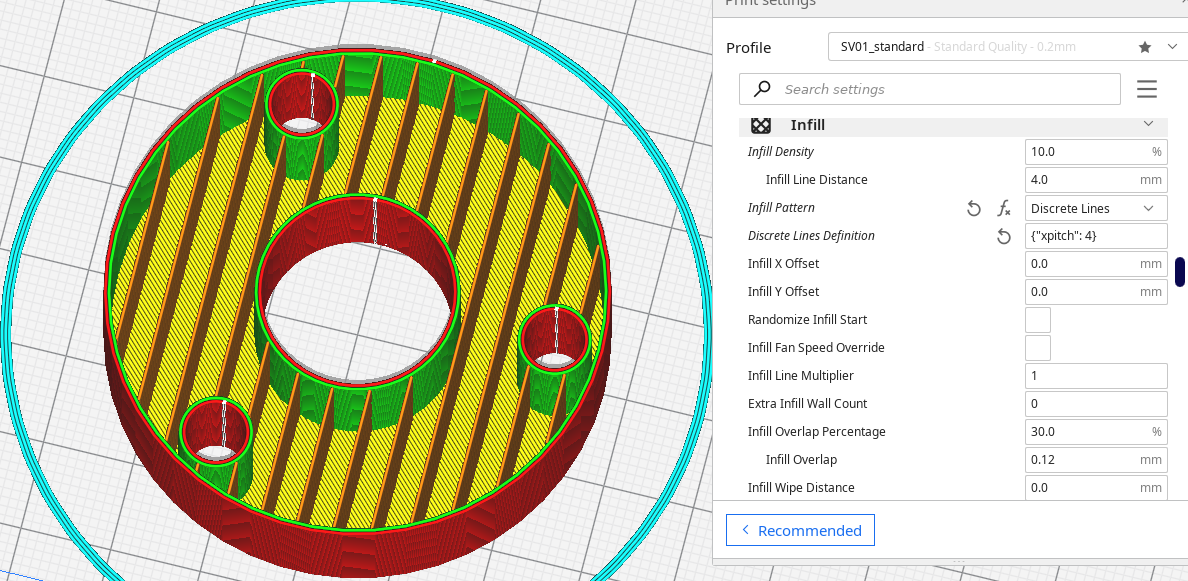 Print settings
Profile
SV01_standard - Standard Quality - 0.2mm
Search settings
Infill
Infill Density
10.0 %
Infill Line Distance
4.0 mm
Infill Pattern
Discrete Lines
Discrete Lines Definition
{"xpitch": 4}
Infill X Offset
0.0 mm
Infill Y Offset
0.0 mm
Randomize Infill Start
Infill Fan Speed Override
Infill Line Multiplier
1
Extra Infill Wall Count
0
Infill Overlap Percentage
30.0 %
Infill Overlap
0.12 mm
Infill Wipe Distance
0.0 mm
Recommended